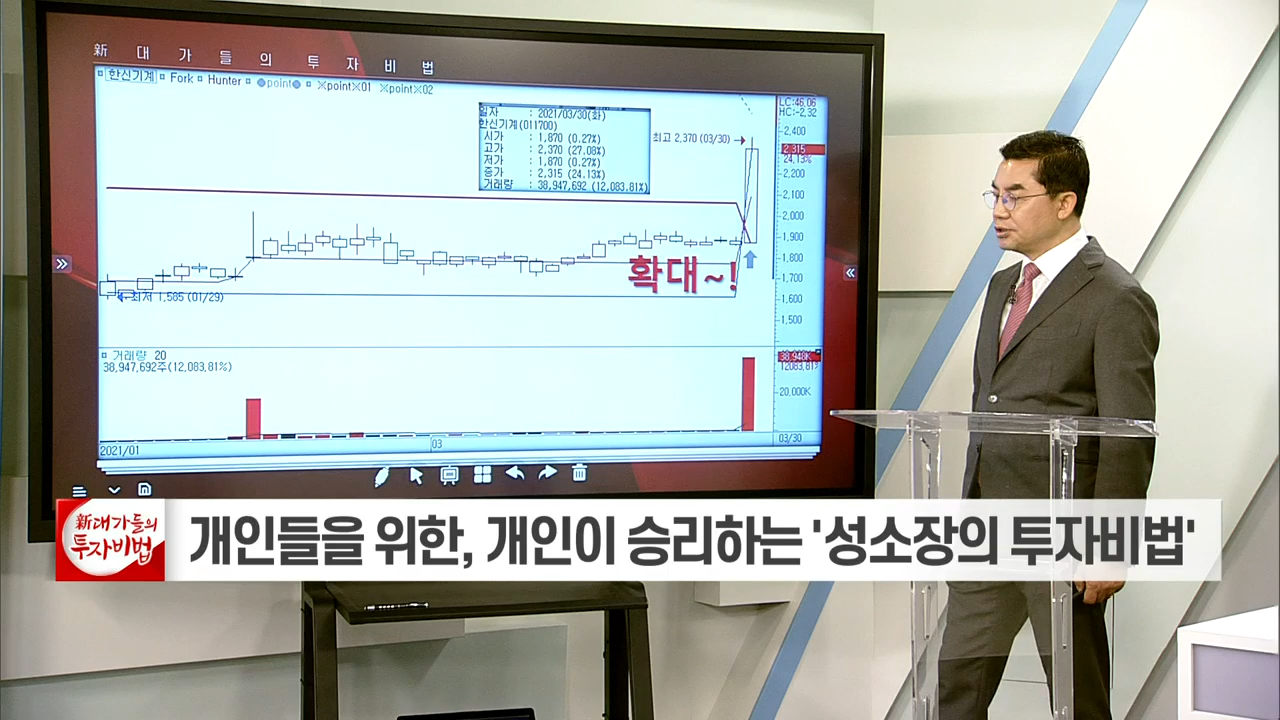 新 대 가 들 의 투 자 비 법
한신기계 Fork Hunter point Xpoint X01 Xpoint X02
일자 : 2021/03/30(화)
한신기계(011700)
시가 : 1,870 (0.27%)
고가 : 2,370 (27.08%)
저가 : 1,870 (0.27%)
종가 : 2,315 (24.13%)
거래량 : 38,947,692 (12,083.81%)
최고 2,370 (03/30)
LC:46.06
HC:-2.32
2,400
2,315
24.13%
2,200
2,100
2,000
1,900
1,800
1,700
1,600
1,500
확대~!
최저 1,585 (01/29)
거래량 20
38,947,692주(12,083.81%)
38,948K
12083.81%
20,000K
2021/01
03
03/30
新대가들의
투자비법
개인들을 위한, 개인이 승리하는 '성소장의 투자비법'